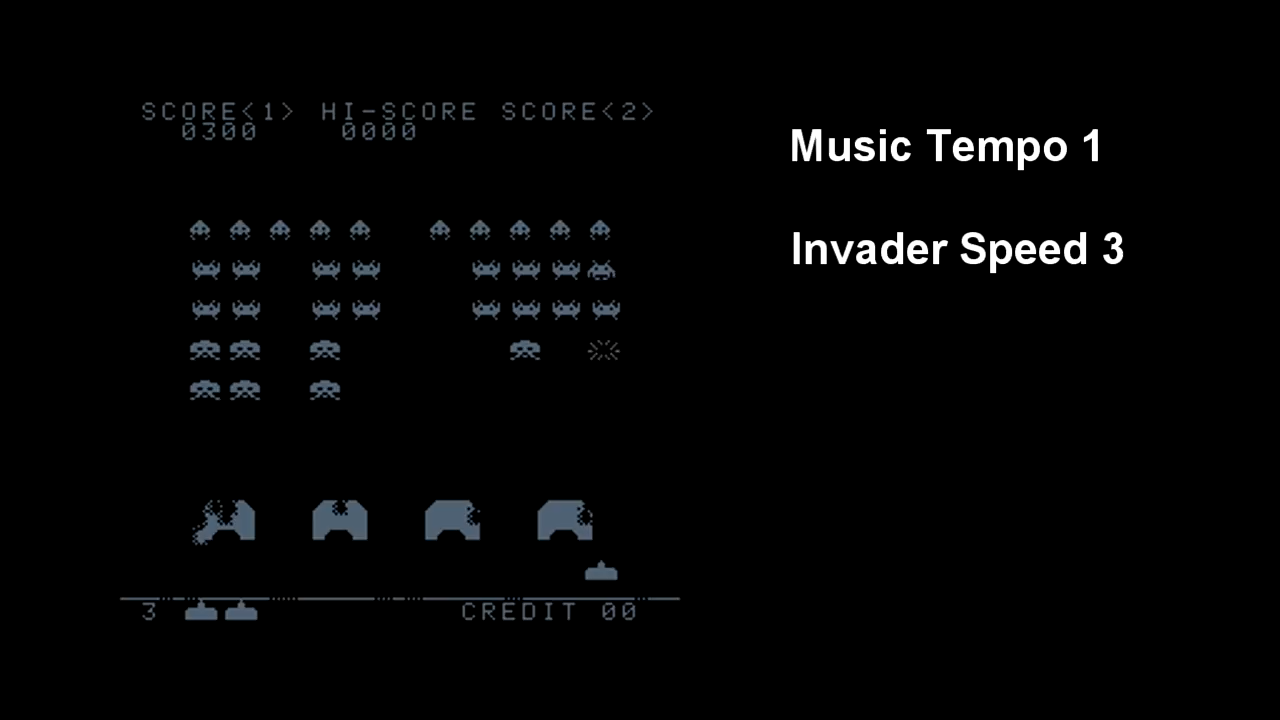 SCORE<1> HI-SCORE SCORE<2>
0300 0000
Music Tempo 1
Invader Speed 3
3 CREDIT 00